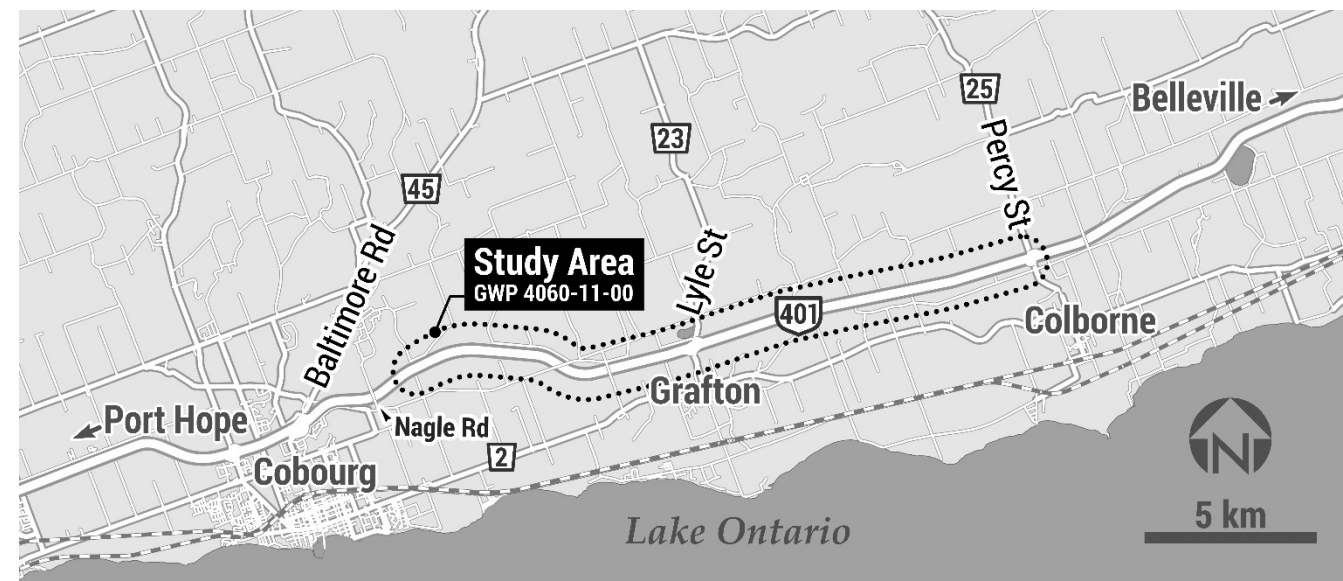 25
Belleville
23
Percy St
45
Baltimore Rd
Study Area
GWP 4060-11-00
Lyle St
401
Colborne
Grafton
Port Hope
Nagle Rd
2
Cobourg
N
5 km
Lake Ontario